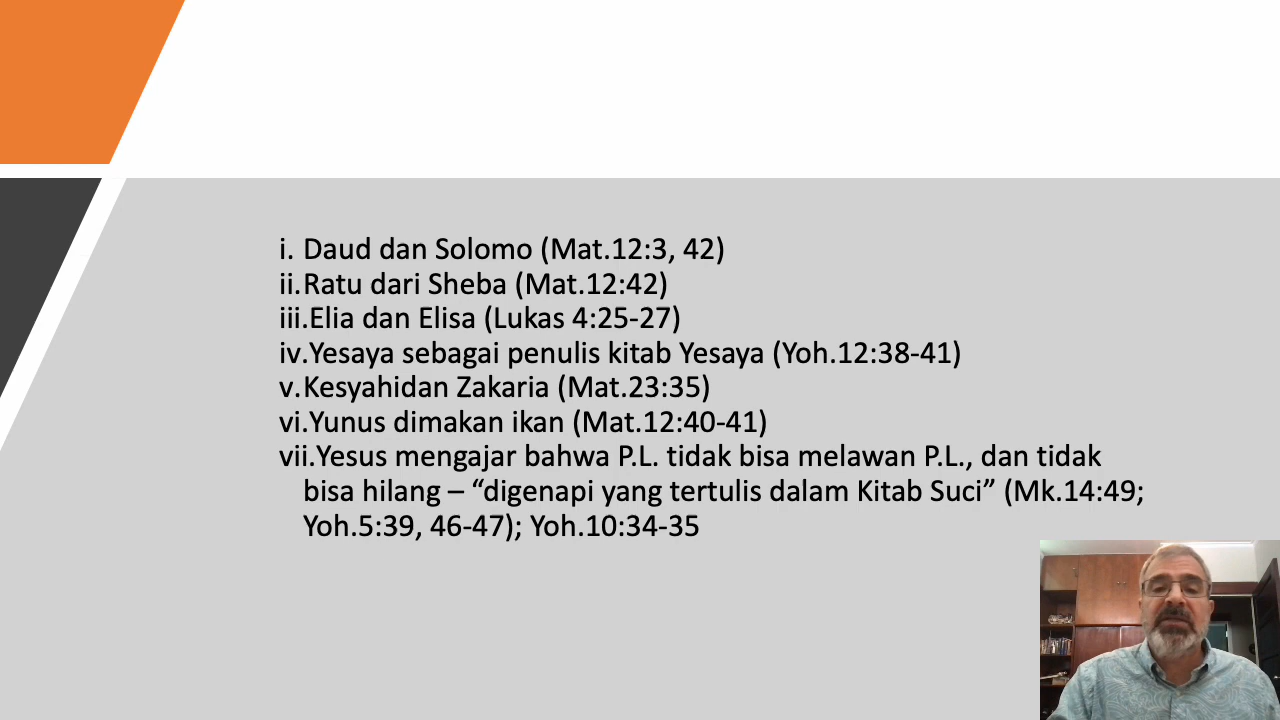 i. Daud dan Solomo (Mat.12:3, 42)
ii.Ratu dari Sheba (Mat.12:42)
iii.Elia dan Elisa (Lukas 4:25-27)
iv.Yesaya sebagai penulis kitab Yesaya (Yoh.12:38-41)
v.Kesyahidan Zakaria (Mat.23:35)
vi.Yunus dimakan ikan (Mat.12:40-41)
vii.Yesus mengajar bahwa P.L. tidak bisa melawan P.L., dan tidak
bisa hilang – “digenapi yang tertulis dalam Kitab Suci” (Mk.14:49;
Yoh.5:39, 46-47); Yoh.10:34-35